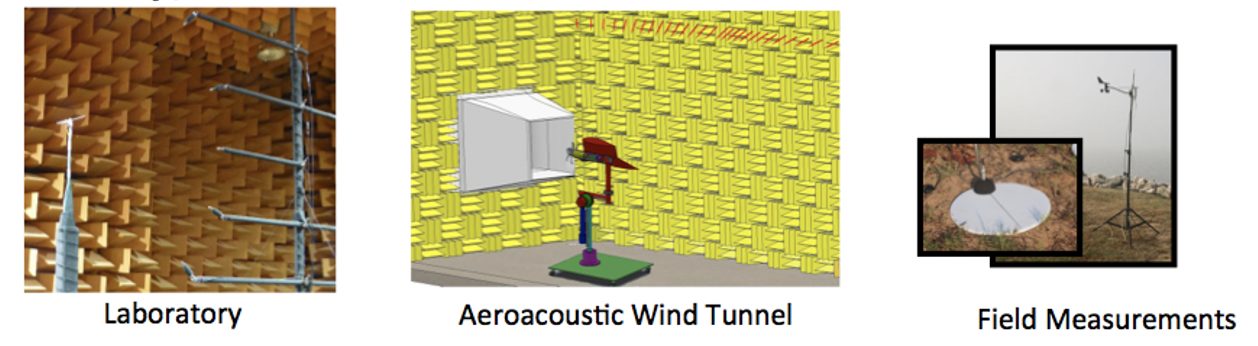 Laboratory
Aeroacoustic Wind Tunnel
Field Measurements